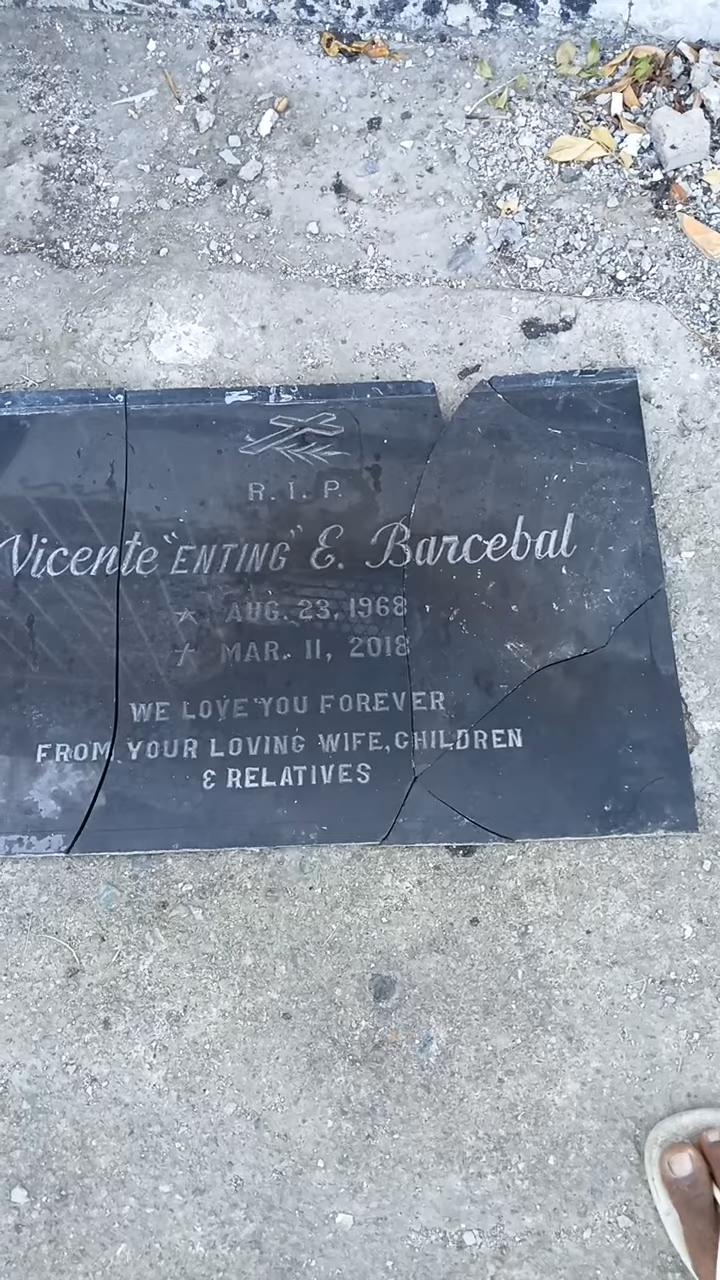 R. I. P.
Vicente "ENTING" E. Barcebal
AUG. 23, 1968
MAR. 11, 2018
WE LOVE YOU FOREVER
FROM YOUR LOVING WIFE, CHILDREN
& RELATIVES